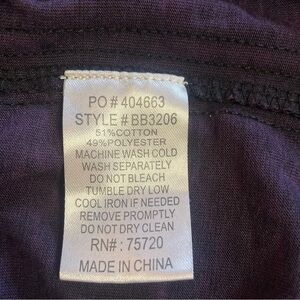 PO # 404663
STYLE # BB3206
51%COTTON
49%POLYESTER
MACHINE WASH COLD
WASH SEPARATELY
DO NOT BLEACH
TUMBLE DRY LOW
COOL IRON IF NEEDED
REMOVE PROMPTLY
DO NOT DRY CLEAN
RN# : 75720
MADE IN CHINA